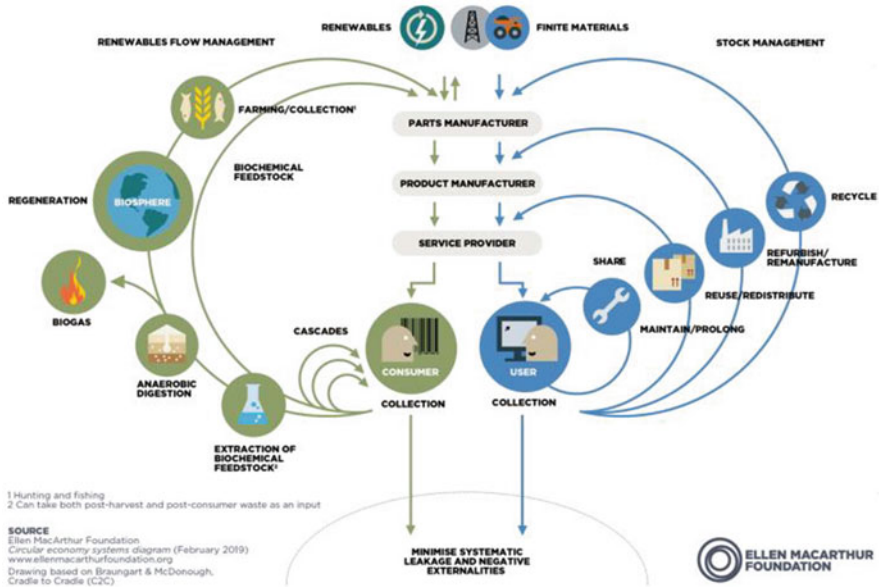 RENEWABLES
FINITE MATERIALS
RENEWABLES FLOW MANAGEMENT
STOCK MANAGEMENT
FARMING/COLLECTION¹
PARTS MANUFACTURER
BIOCHEMICAL
FEEDSTOCK
PRODUCT MANUFACTURER
REGENERATION
BIOSPHERE
RECYCLE
SERVICE PROVIDER
SHARE
REFURBISH/
REMANUFACTURE
REUSE/REDISTRIBUTE
BIOGAS
CASCADES
MAINTAIN/PROLONG
CONSUMER
USER
ANAEROBIC
DIGESTION
COLLECTION
COLLECTION
EXTRACTION OF
BIOCHEMICAL
FEEDSTOCK²
1 Hunting and fishing
2 Can take both post-harvest and post-consumer waste as an input
SOURCE
Ellen MacArthur Foundation
Circular economy systems diagram (February 2019)
www.ellenmacarthurfoundation.org
Drawing based on Braungart & McDonough,
Cradle to Cradle (C2C)
MINIMISE SYSTEMATIC
LEAKAGE AND NEGATIVE
EXTERNALITIES
ELLEN MACARTHUR
FOUNDATION